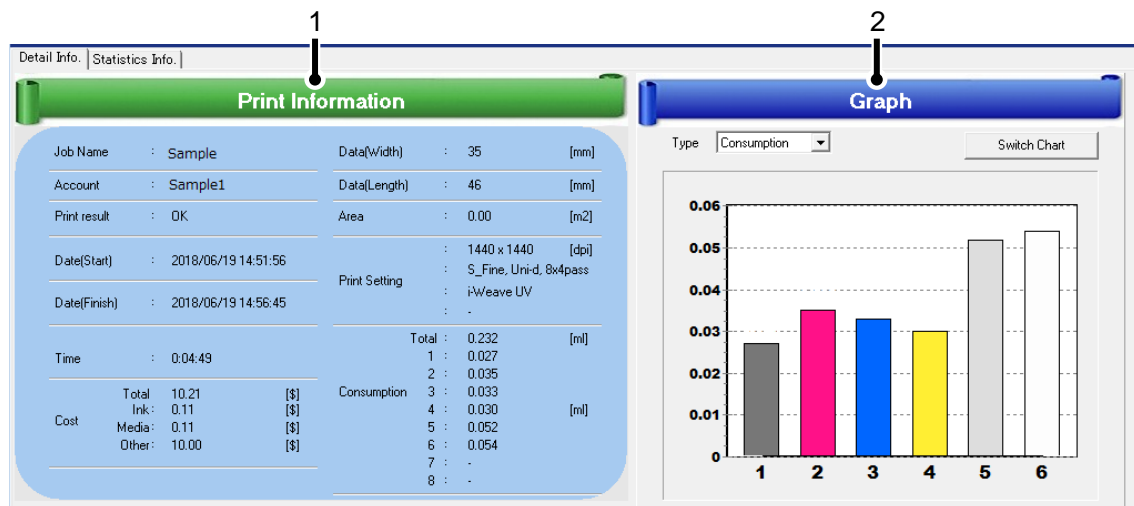 1
2
Detail Info.
Statistics Info.
Print Information
Job Name : Sample
Account : Sample1
Print result : OK
Date(Start) : 2018/06/19 14:51:56
Date(Finish) : 2018/06/19 14:56:45
Time : 0:04:49
Cost
Total 10.21 [$]
Ink : 0.11 [$]
Media : 0.11 [$]
Other : 10.00 [$]
Data(Width) : 35 [mm]
Data(Length) : 46 [mm]
Area : 0.00 [m2]
Print Setting
: 1440 x 1440 [dpi]
: S_Fine, Uni-d, 8x4pass
: i-Weave UV
: -
Consumption
Total : 0.232 [ml]
1 : 0.027
2 : 0.035
3 : 0.033
4 : 0.030 [ml]
5 : 0.052
6 : 0.054
7 : -
8 : -
Graph
Type Consumption
Switch Chart
0.06
0.05
0.04
0.03
0.02
0.01
0
1 2 3 4 5 6